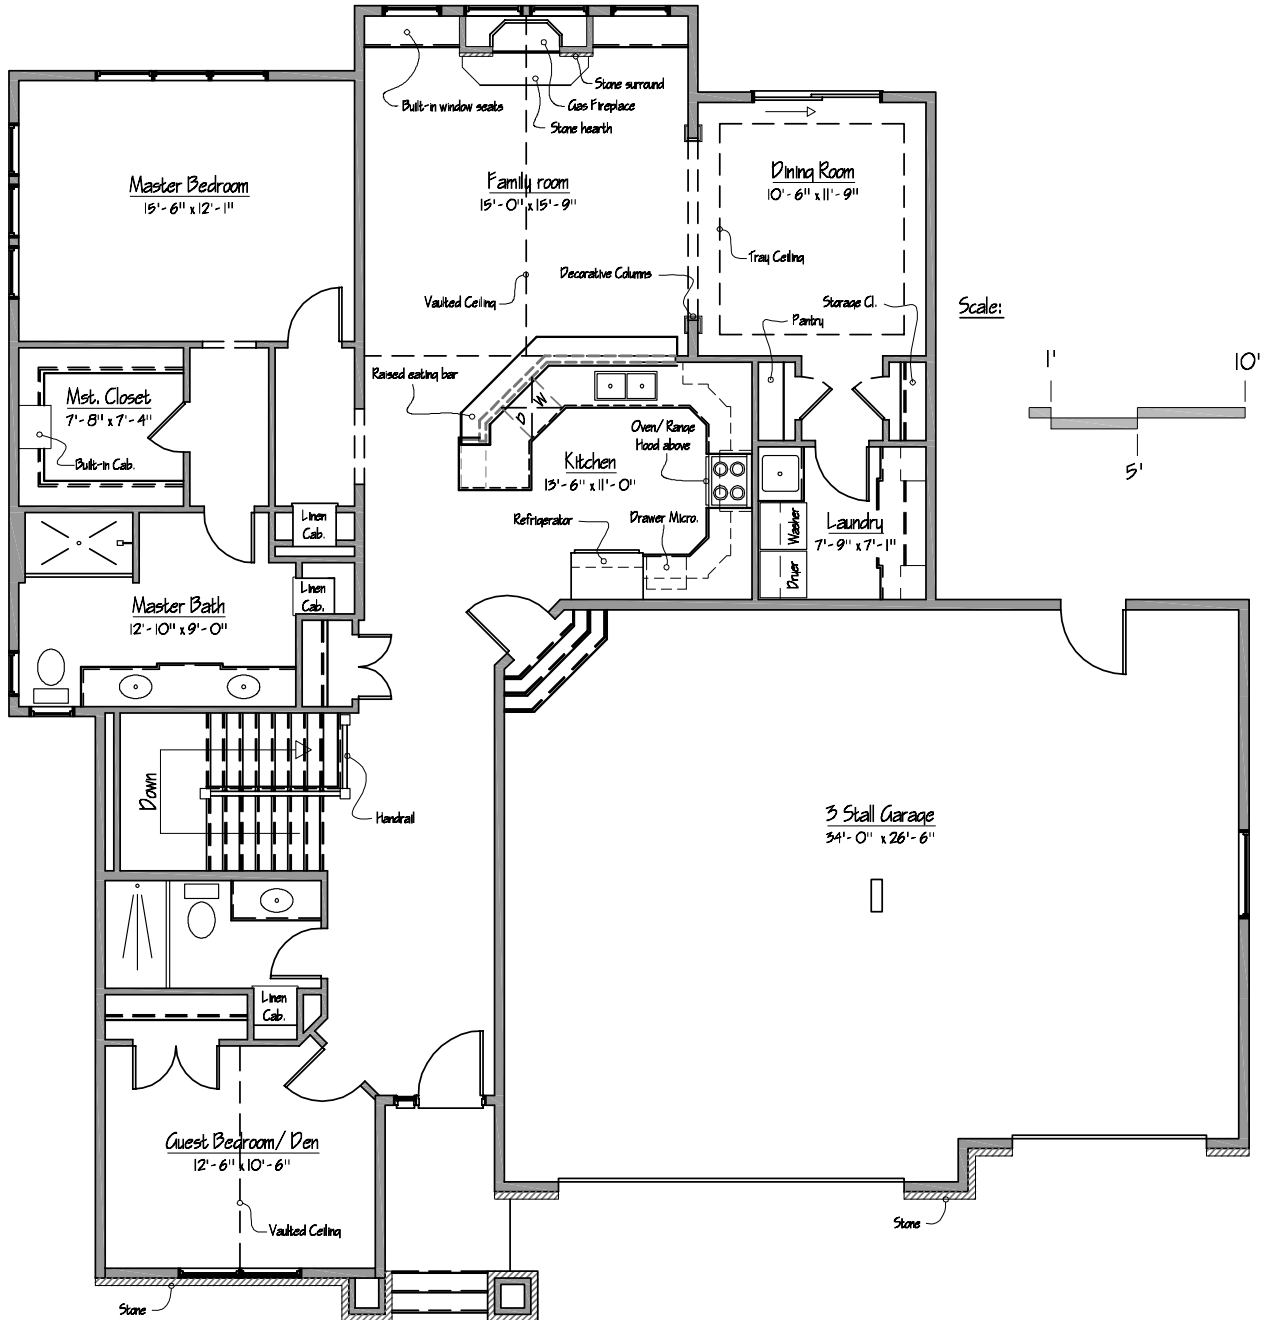 Stone surround
Built-in window seats
Gas Fireplace
Stone hearth
Master Bedroom
15'-6" x 12'-1"
Family room
15'-0" x 15'-9"
Dining Room
10'-6" x 11'-9"
Tray Ceiling
Decorative Columns
Vaulted Ceiling
Storage Cl.
Pantry
Scale:
1'
10'
5'
Raised eating bar
Mst. Closet
7'-8" x 7'-4"
Built-in Cab.
D
W
Oven/ Range
Hood above
Kitchen
13'-6" x 11'-0"
Refrigerator
Drawer Micro.
Washer
Dryer
Laundry
7'-9" x 7'-1"
Linen
Cab.
Linen
Cab.
Master Bath
12'-10" x 9'-0"
Down
Handrail
3 Stall Garage
34'-0" x 26'-6"
Linen
Cab.
Guest Bedroom/ Den
12'-6" x 10'-6"
Vaulted Ceiling
Stone
Stone